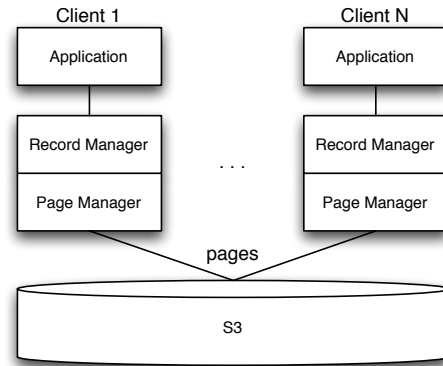 Client 1
Client N
Application
Application
Record Manager
Record Manager
. . .
Page Manager
Page Manager
pages
S3